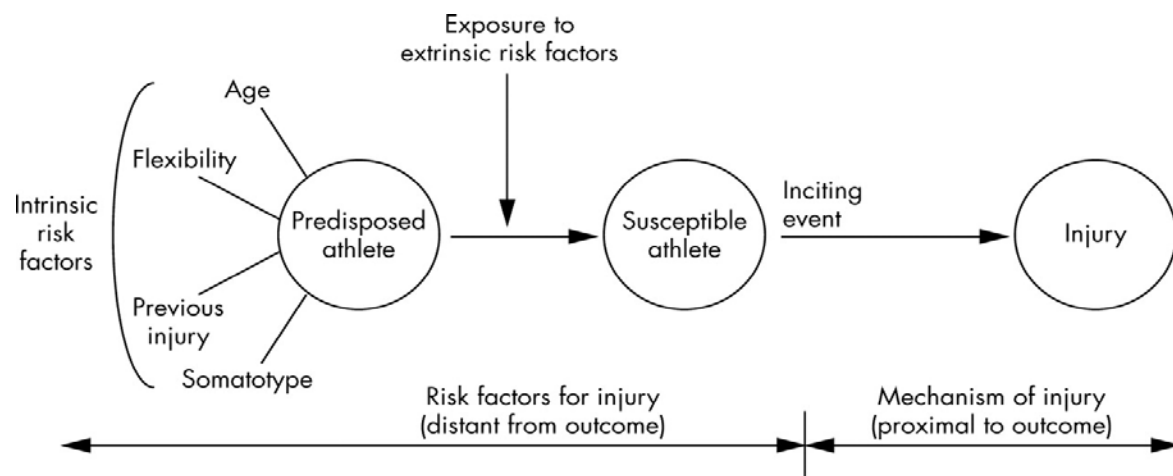 Exposure to
extrinsic risk factors
Age
Flexibility
Intrinsic
risk
factors
Previous
injury
Somatotype
Predisposed
athlete
Susceptible
athlete
Inciting
event
Injury
Risk factors for injury
(distant from outcome)
Mechanism of injury
(proximal to outcome)